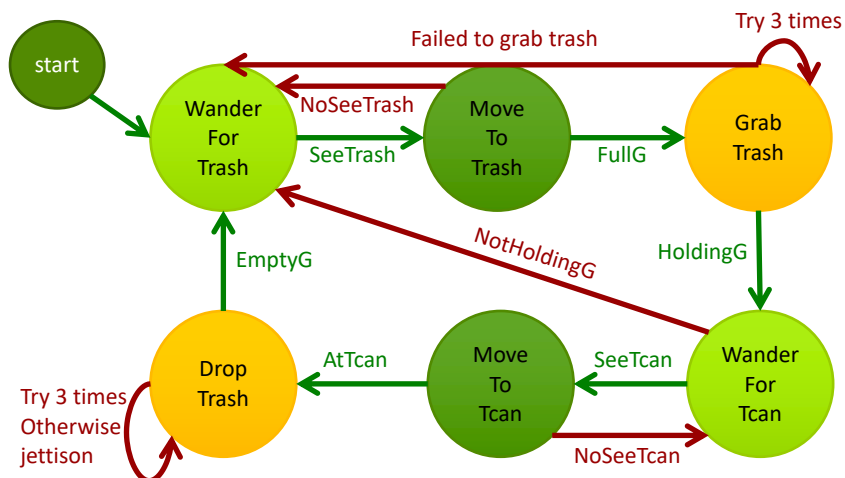 Try 3 times
Failed to grab trash
start
Wander
For
Trash
NoSeeTrash
SeeTrash
Move
To
Trash
FullG
Grab
Trash
EmptyG
NotHoldingG
HoldingG
Drop
Trash
AtTcan
Move
To
Tcan
SeeTcan
Wander
For
Tcan
Try 3 times
Otherwise
jettison
NoSeeTcan